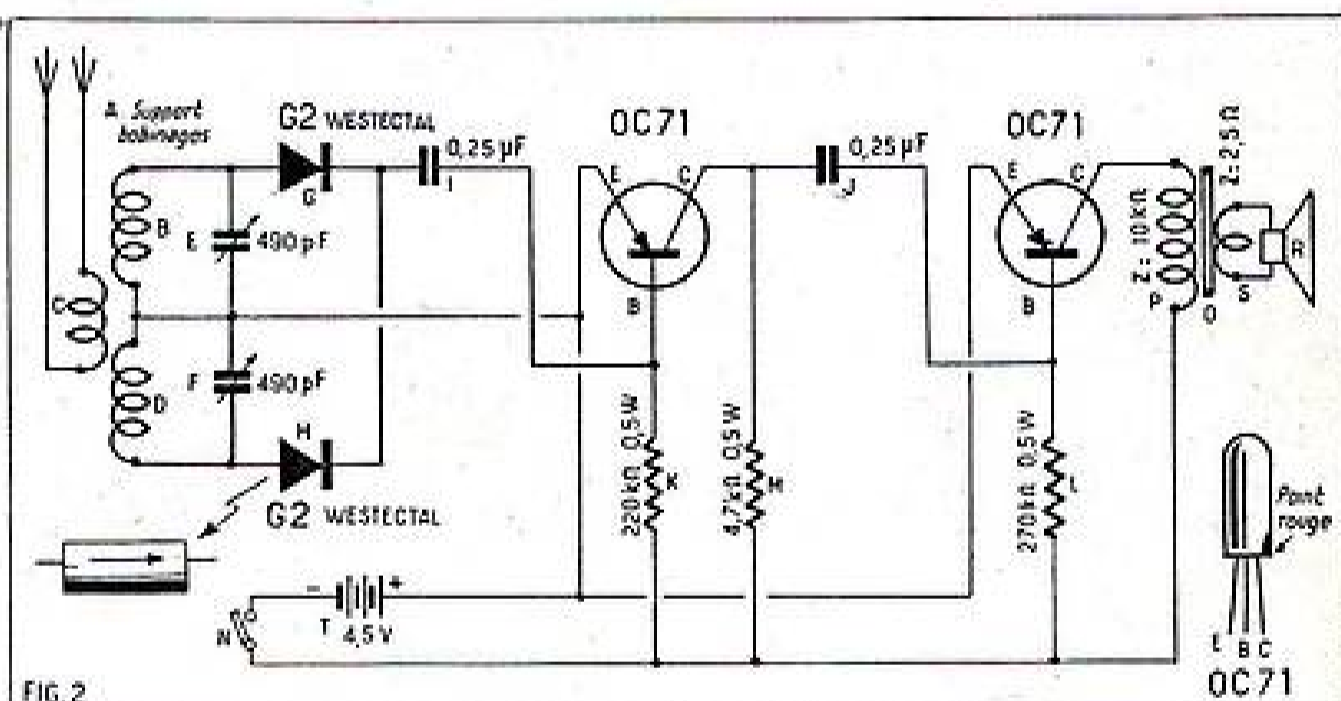 A. Support
bobinages
G2 WESTECTAL
0,25 µF
I
G
B
E
490 pF
C
F
490 pF
D
H
G2 WESTECTAL
OC71
E
C
B
0,25 µF
J
OC71
E
C
B
Z: 10 kΩ
P
O
Z: 2,5 Ω
S
R
220 kΩ 0,5 W
K
4,7 kΩ 0,5 W
M
270 kΩ 0,5 W
L
Point
rouge
E B C
OC71
N
-
+
T
4,5 V
FIG. 2